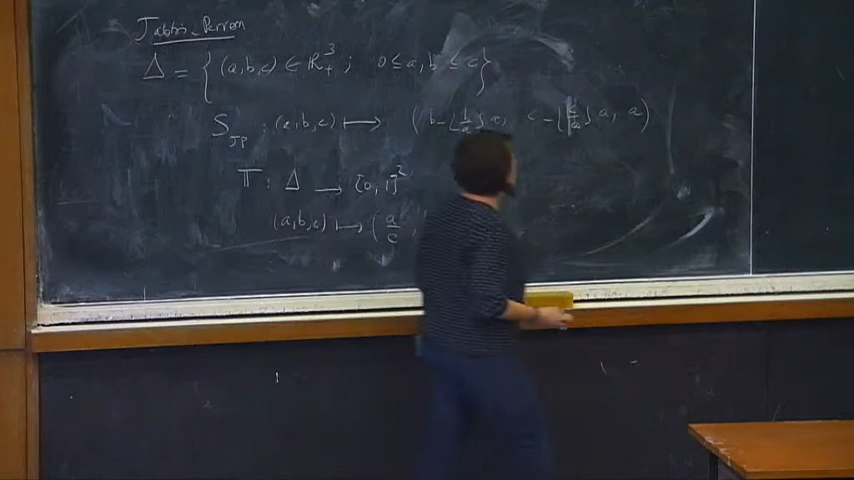 Jacobi-Perron
Δ = {(a,b,c) ∈ ℝ₊³ ; 0 ≤ a,b ≤ c}
S_JP : (a,b,c) ⟼ (b - [b/a] a, c - [c/a] a, a)
Π : Δ → [0,1]²
(a,b,c) ⟼ (a/c,